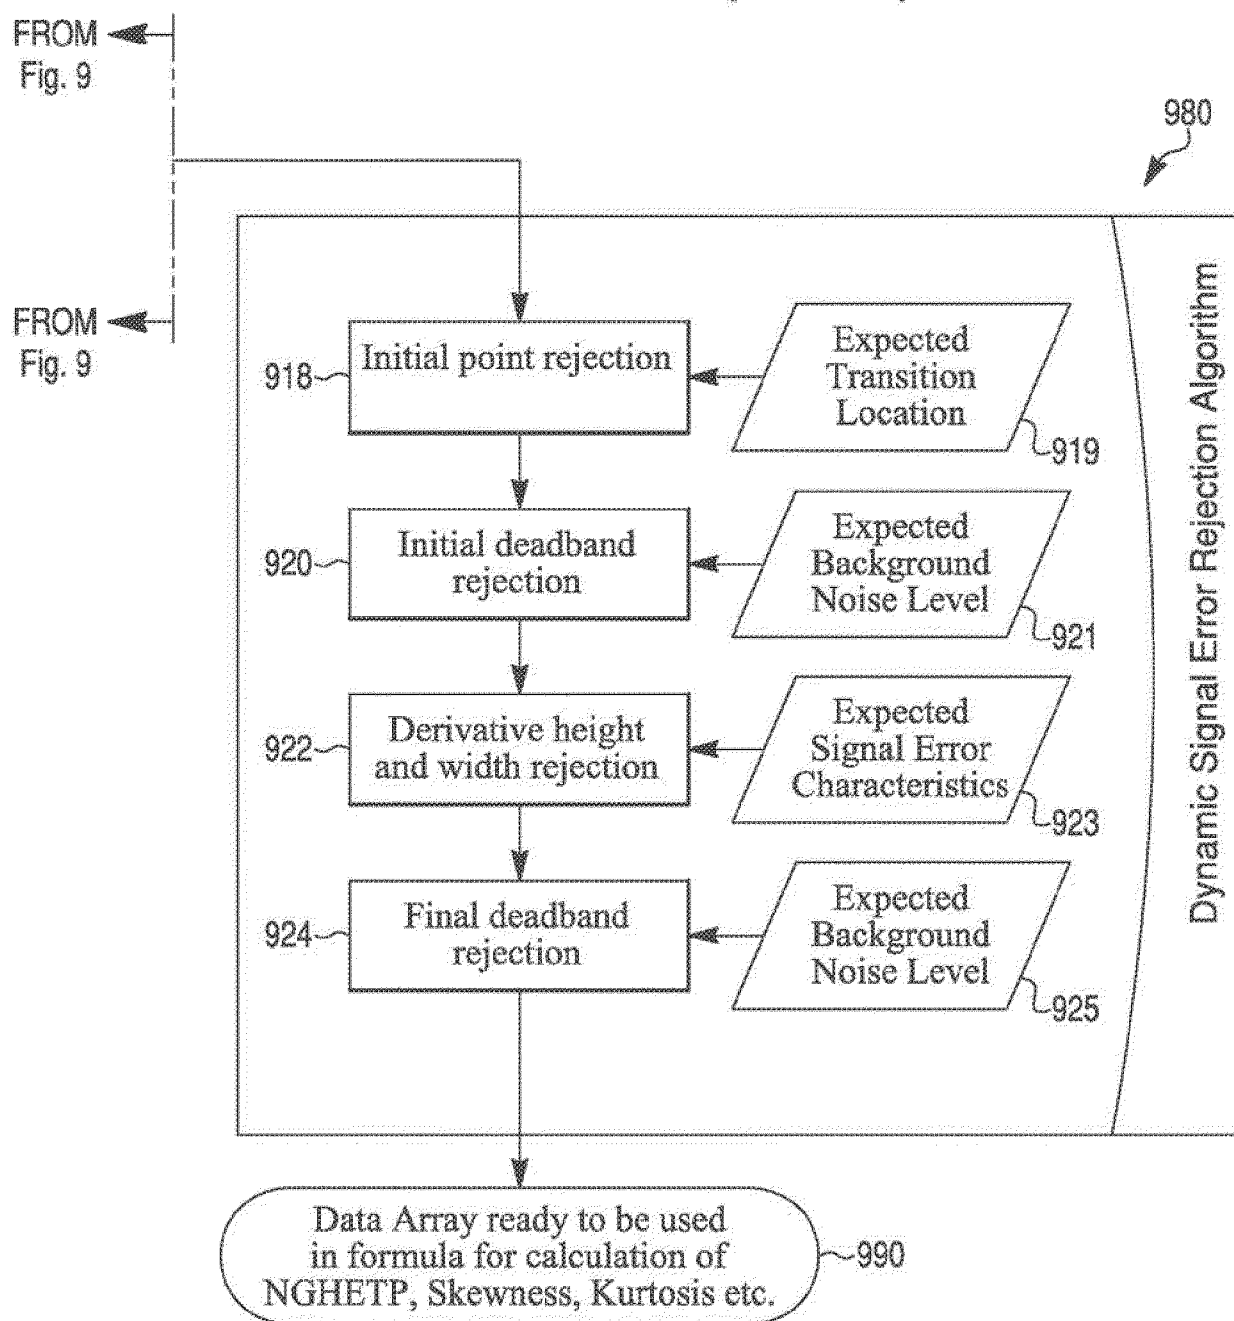 FROM
Fig. 9
980
FROM
Fig. 9
918
Initial point rejection
Expected
Transition
Location
919
920
Initial deadband
rejection
Expected
Background
Noise Level
921
922
Derivative height
and width rejection
Expected
Signal Error
Characteristics
923
924
Final deadband
rejection
Expected
Background
Noise Level
925
Dynamic Signal Error Rejection Algorithm
Data Array ready to be used
in formula for calculation of
NGHETP, Skewness, Kurtosis etc.
990